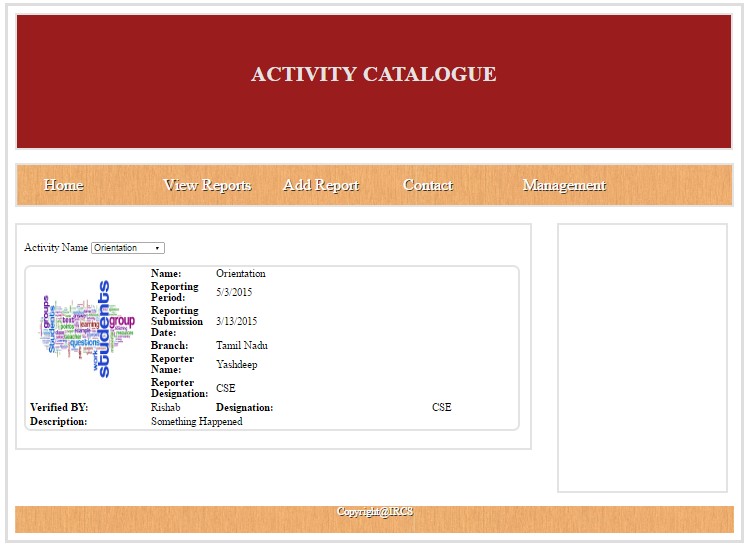 ACTIVITY CATALOGUE
Home View Reports Add Report Contact Management
Activity Name Orientation
Name: Orientation
Reporting Period: 5/3/2015
Reporting Submission Date: 3/13/2015
Branch: Tamil Nadu
Reporter Name: Yashdeep
Reporter Designation: CSE
groups
Students
students
group
learning
questions
work
Verified BY: Rishab Designation: CSE
Description: Something Happened
Copyright@IRCS